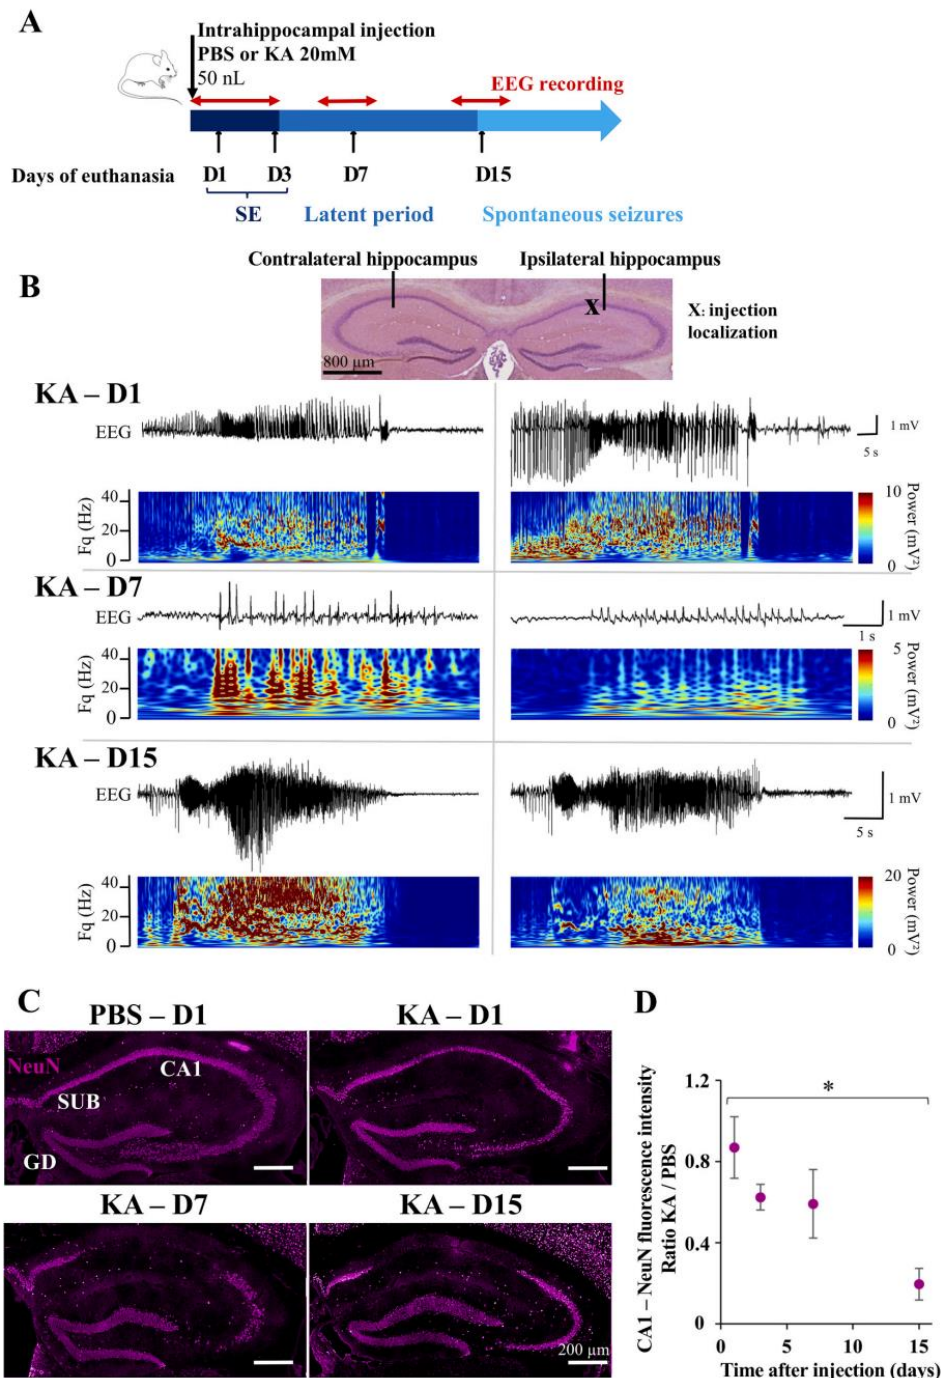 A
Intrahippocampal injection
PBS or KA 20mM
50 nL
EEG recording
Days of euthanasia
D1
D3
D7
D15
SE
Latent period
Spontaneous seizures
B
Contralateral hippocampus
Ipsilateral hippocampus
X
X: injection
localization
800 µm
KA – D1
EEG
1 mV
5 s
Fq (Hz)
40
20
0
10
0
Power (mV²)
KA – D7
EEG
1 mV
1 s
Fq (Hz)
40
20
0
5
0
Power (mV²)
KA – D15
EEG
1 mV
5 s
Fq (Hz)
40
20
0
20
0
Power (mV²)
C
PBS – D1
KA – D1
NeuN
CA1
SUB
GD
KA – D7
KA – D15
200 µm
D
CA1 – NeuN fluorescence intensity
Ratio KA / PBS
1.2
0.8
0.4
0
*
0
5
10
15
Time after injection (days)